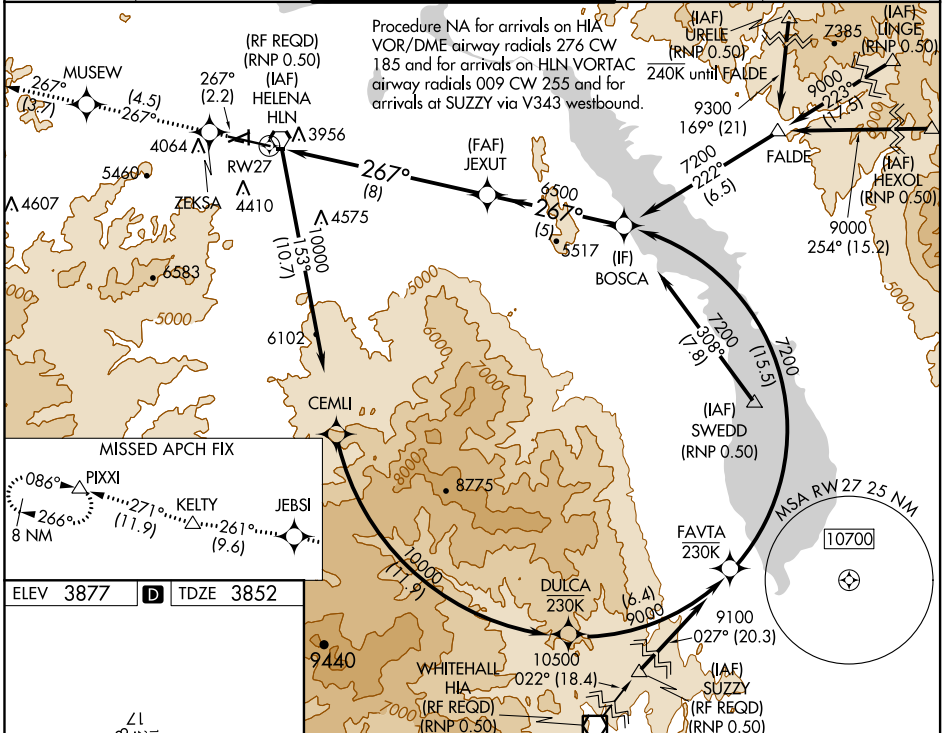 Procedure NA for arrivals on HIA
VOR/DME airway radials 276 CW
185 and for arrivals on HLN VORTAC
airway radials 009 CW 255 and for
arrivals at SUZZY via V343 westbound.
(IAF)
URELE
(RNP 0.50)
240K until FALDE
7385
(IAF)
LINGE
(RNP 0.50)
9000
223°
(17.5)
9300
169° (21)
FALDE
(IAF)
HEXOL
(RNP 0.50)
9000
254° (15.2)
7200
222°
(6.5)
267°
(3.7)
MUSEW
(4.5)
267°
267°
(2.2)
(RF REQD)
(RNP 0.50)
(IAF)
HELENA
HLN
3956
4064
RW27
ZEKSA
5460
4410
4607
4575
6583
5000
5000
10000
153°
(10.7)
267°
(8)
(FAF)
JEXUT
6500
267°
(5)
5517
(IF)
BOSCA
7200
308°
(7.8)
7200
(15.5)
(IAF)
SWEDD
(RNP 0.50)
6102
5000
6000
7000
8000
5000
CEMLI
8775
MISSED APCH FIX
086°
PIXXI
266°
8 NM
271°
(11.9)
KELTY
261°
(9.6)
JEBSI
10000
(11.9)
DULCA
230K
(6.4)
9000
FAVTA
230K
MSA RW27 25 NM
10700
9100
027° (20.3)
ELEV 3877
D
TDZE 3852
9440
7000
WHITEHALL
HIA
(RF REQD)
(RNP 0.50)
10500
022° (18.4)
(IAF)
SUZZY
(RF REQD)
(RNP 0.50)
17